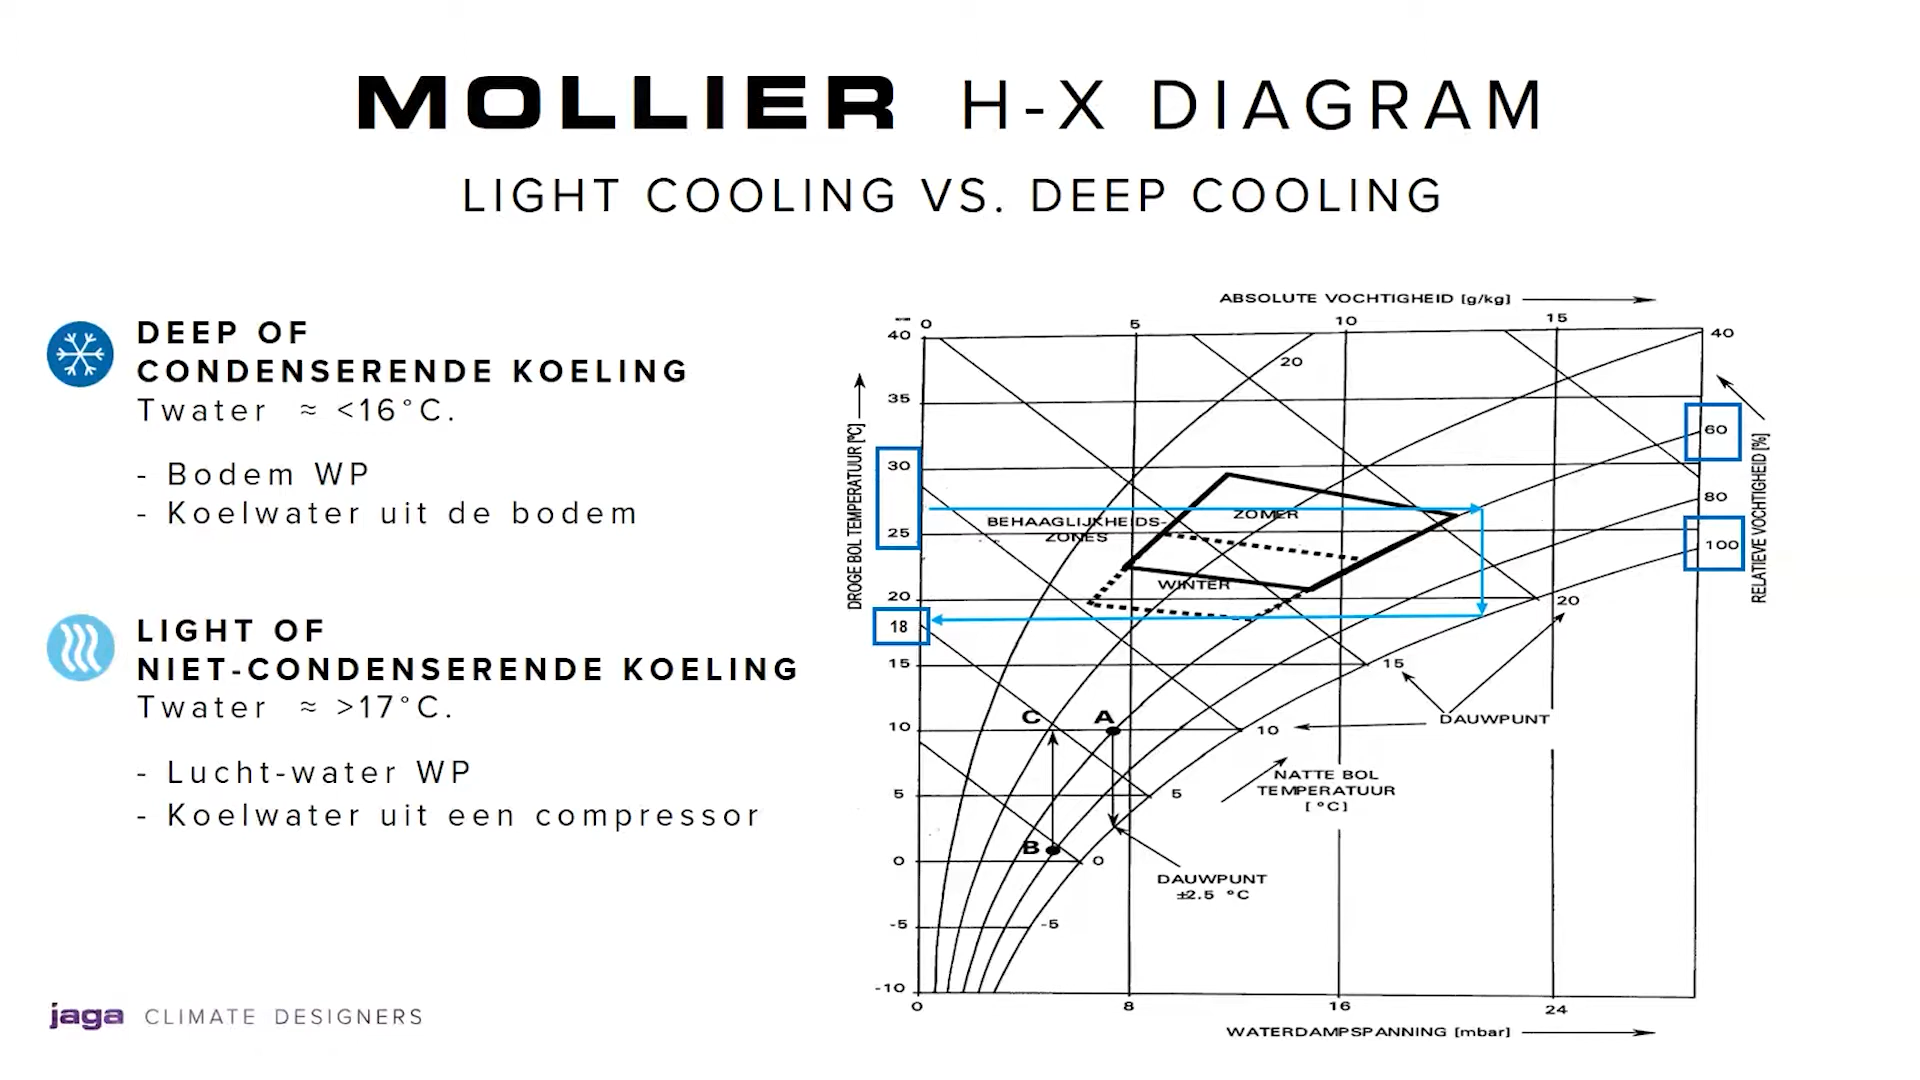 MOLLIER H-X DIAGRAM
LIGHT COOLING VS. DEEP COOLING
DEEP OF
CONDENSERENDE KOELING
Twater ≈ <16°C.
- Bodem WP
- Koelwater uit de bodem
LIGHT OF
NIET-CONDENSERENDE KOELING
Twater ≈ >17°C.
- Lucht-water WP
- Koelwater uit een compressor
jaga CLIMATE DESIGNERS
ABSOLUTE VOCHTIGHEID [g/kg]
0 5 10 15
40
35
30
25
20
18
15
10
5
0
-5
-10
DROGE BOL TEMPERATUUR [°C]
20
40
60
80
100
RELATIEVE VOCHTIGHEID [%]
BEHAAGLIJKHEIDS-
ZONES
ZOMER
WINTER
20
15
10
5
0
-5
C A
B
DAUWPUNT
NATTE BOL
TEMPERATUUR
[°C]
DAUWPUNT
±2.5 °C
0 8 16 24
WATERDAMPSPANNING [mbar]